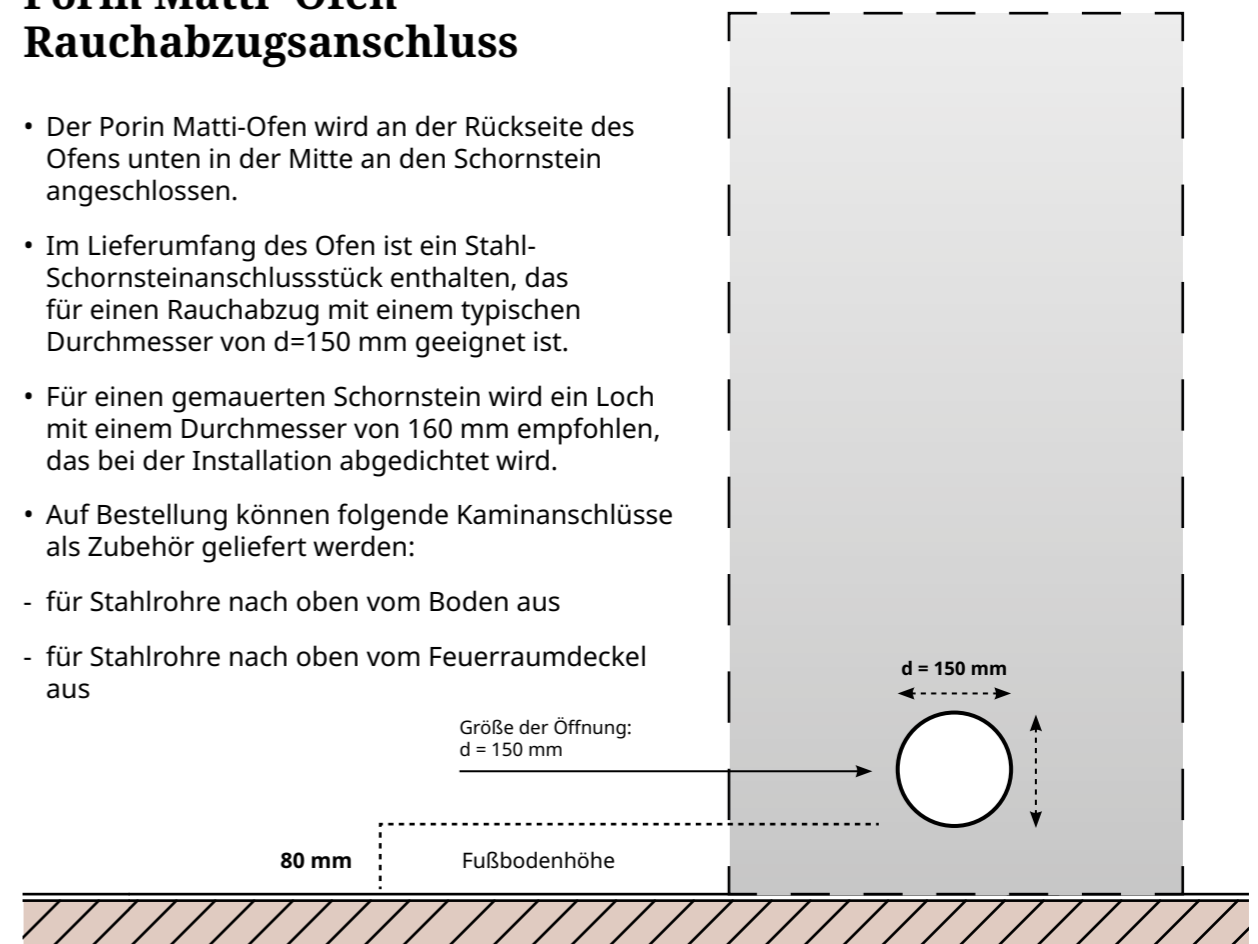 Porin Matti-Ofen
Rauchabzugsanschluss
• Der Porin Matti-Ofen wird an der Rückseite des
Ofens unten in der Mitte an den Schornstein
angeschlossen.
• Im Lieferumfang des Ofen ist ein Stahl-
Schornsteinanschlussstück enthalten, das
für einen Rauchabzug mit einem typischen
Durchmesser von d=150 mm geeignet ist.
• Für einen gemauerten Schornstein wird ein Loch
mit einem Durchmesser von 160 mm empfohlen,
das bei der Installation abgedichtet wird.
• Auf Bestellung können folgende Kaminanschlüsse
als Zubehör geliefert werden:
- für Stahlrohre nach oben vom Boden aus
- für Stahlrohre nach oben vom Feuerraumdeckel
aus
d = 150 mm
Größe der Öffnung:
d = 150 mm
80 mm
Fußbodenhöhe